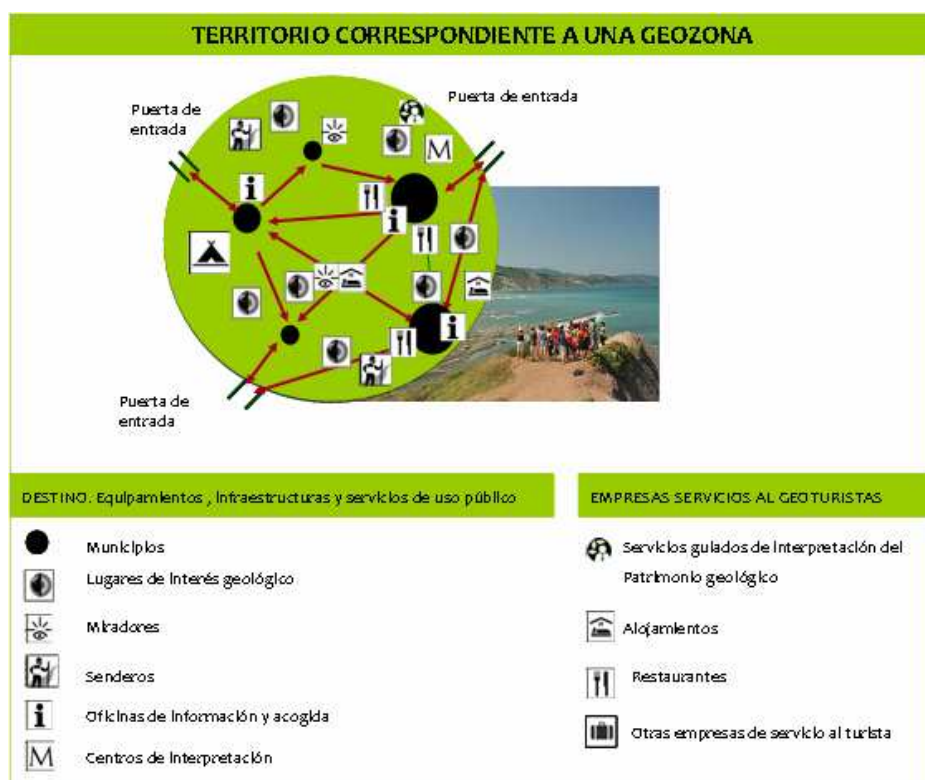 TERRITORIO CORRESPONDIENTE A UNA GEOZONA
Puerta de
entrada
Puerta de entrada
M
Puerta de
entrada
DESTINO. Equipamientos , infraestructuras y servicios de uso público
Municipios
Lugares de interés geológico
Miradores
Senderos
Oficinas de información y acogida
M Centros de interpretación
EMPRESAS SERVICIOS AL GEOTURISTAS
Servicios guiados de interpretación del
Patrimonio geológico
Alojamientos
Restaurantes
Otras empresas de servicio al turista